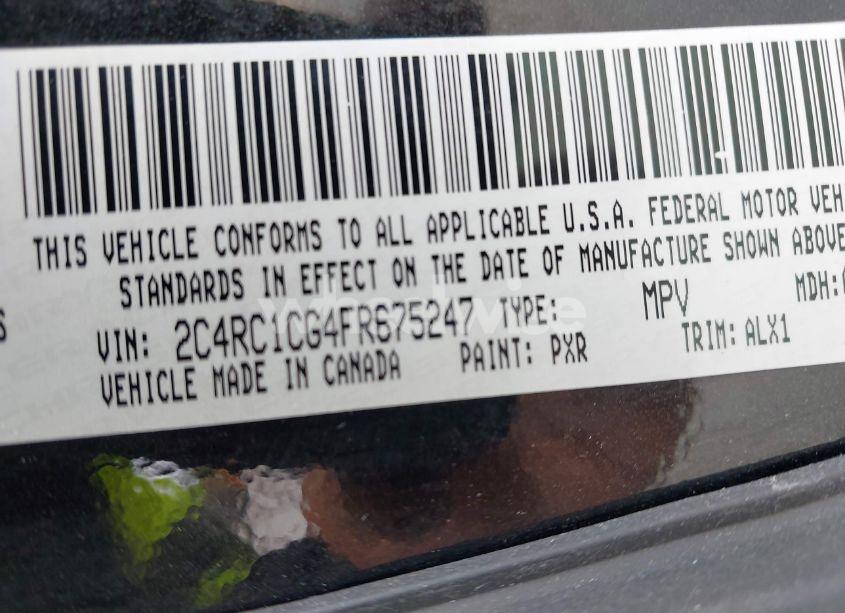 THIS VEHICLE CONFORMS TO ALL APPLICABLE U.S.A. FEDERAL MOTOR VEH
STANDARDS IN EFFECT ON THE DATE OF MANUFACTURE SHOWN ABOVE
VIN: 2C4RC1CG4FR675247 TYPE: MPV MDH:
VEHICLE MADE IN CANADA PAINT: PXR TRIM: ALX1